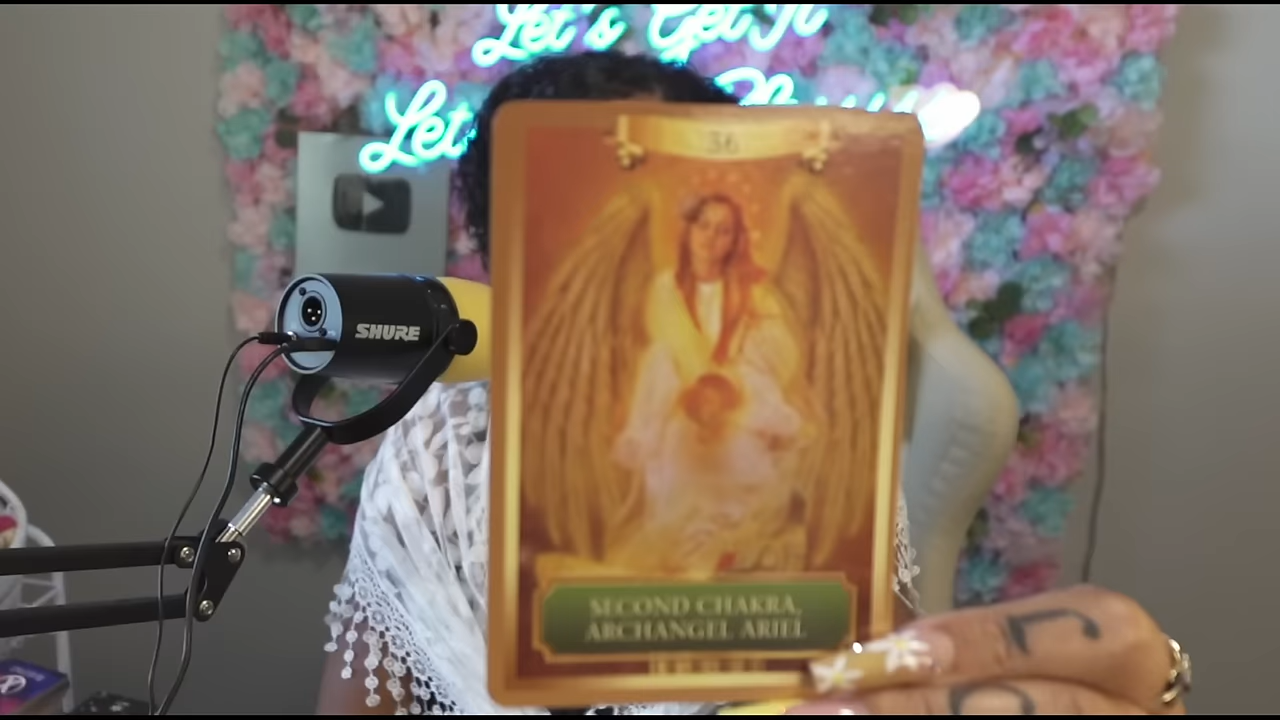 Let's Get It
Let
36
SHURE
SECOND CHAKRA,
ARCHANGEL ARIEL